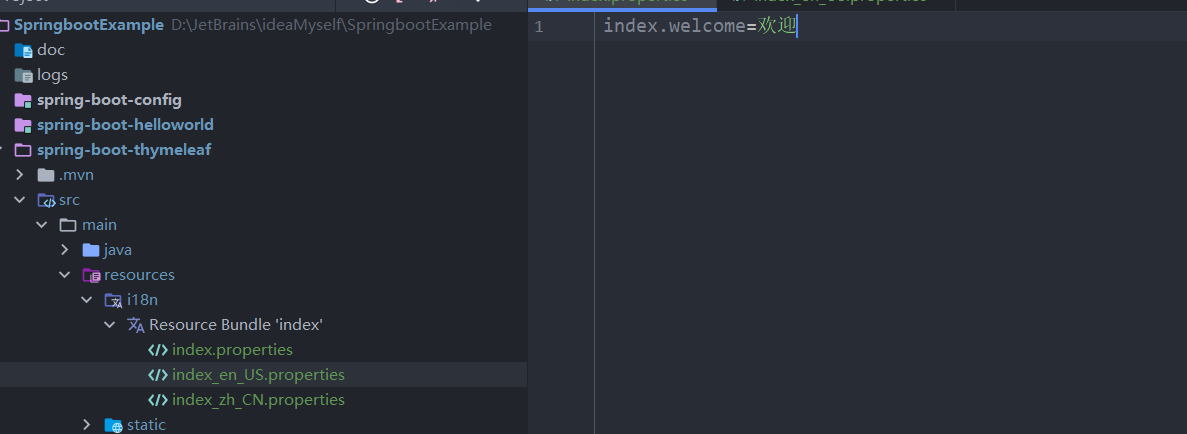 SpringbootExample D:\JetBrains\ideaMyself\SpringbootExample
doc
logs
spring-boot-config
spring-boot-helloworld
spring-boot-thymeleaf
.mvn
src
main
java
resources
i18n
Resource Bundle 'index'
index.properties
index_en_US.properties
index_zh_CN.properties
static
1 index.welcome=欢迎